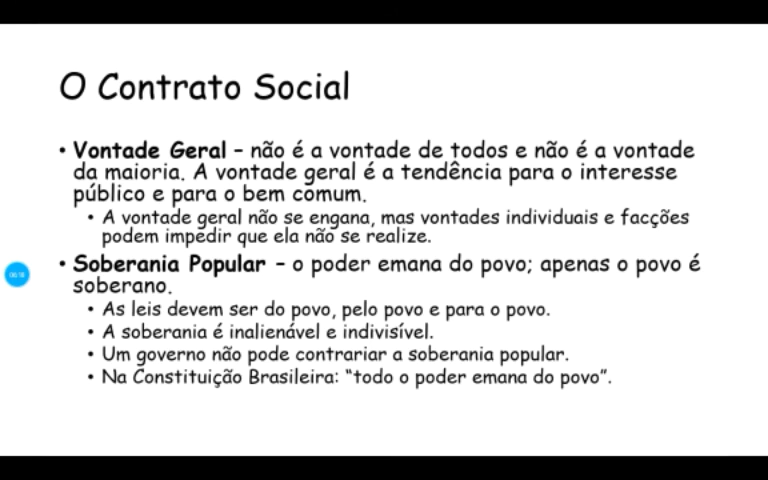 O Contrato Social
• Vontade Geral – não é a vontade de todos e não é a vontade
da maioria. A vontade geral é a tendência para o interesse
público e para o bem comum.
• A vontade geral não se engana, mas vontades individuais e facções
podem impedir que ela não se realize.
• Soberania Popular – o poder emana do povo; apenas o povo é
soberano.
• As leis devem ser do povo, pelo povo e para o povo.
• A soberania é inalienável e indivisível.
• Um governo não pode contrariar a soberania popular.
• Na Constituição Brasileira: “todo o poder emana do povo”.